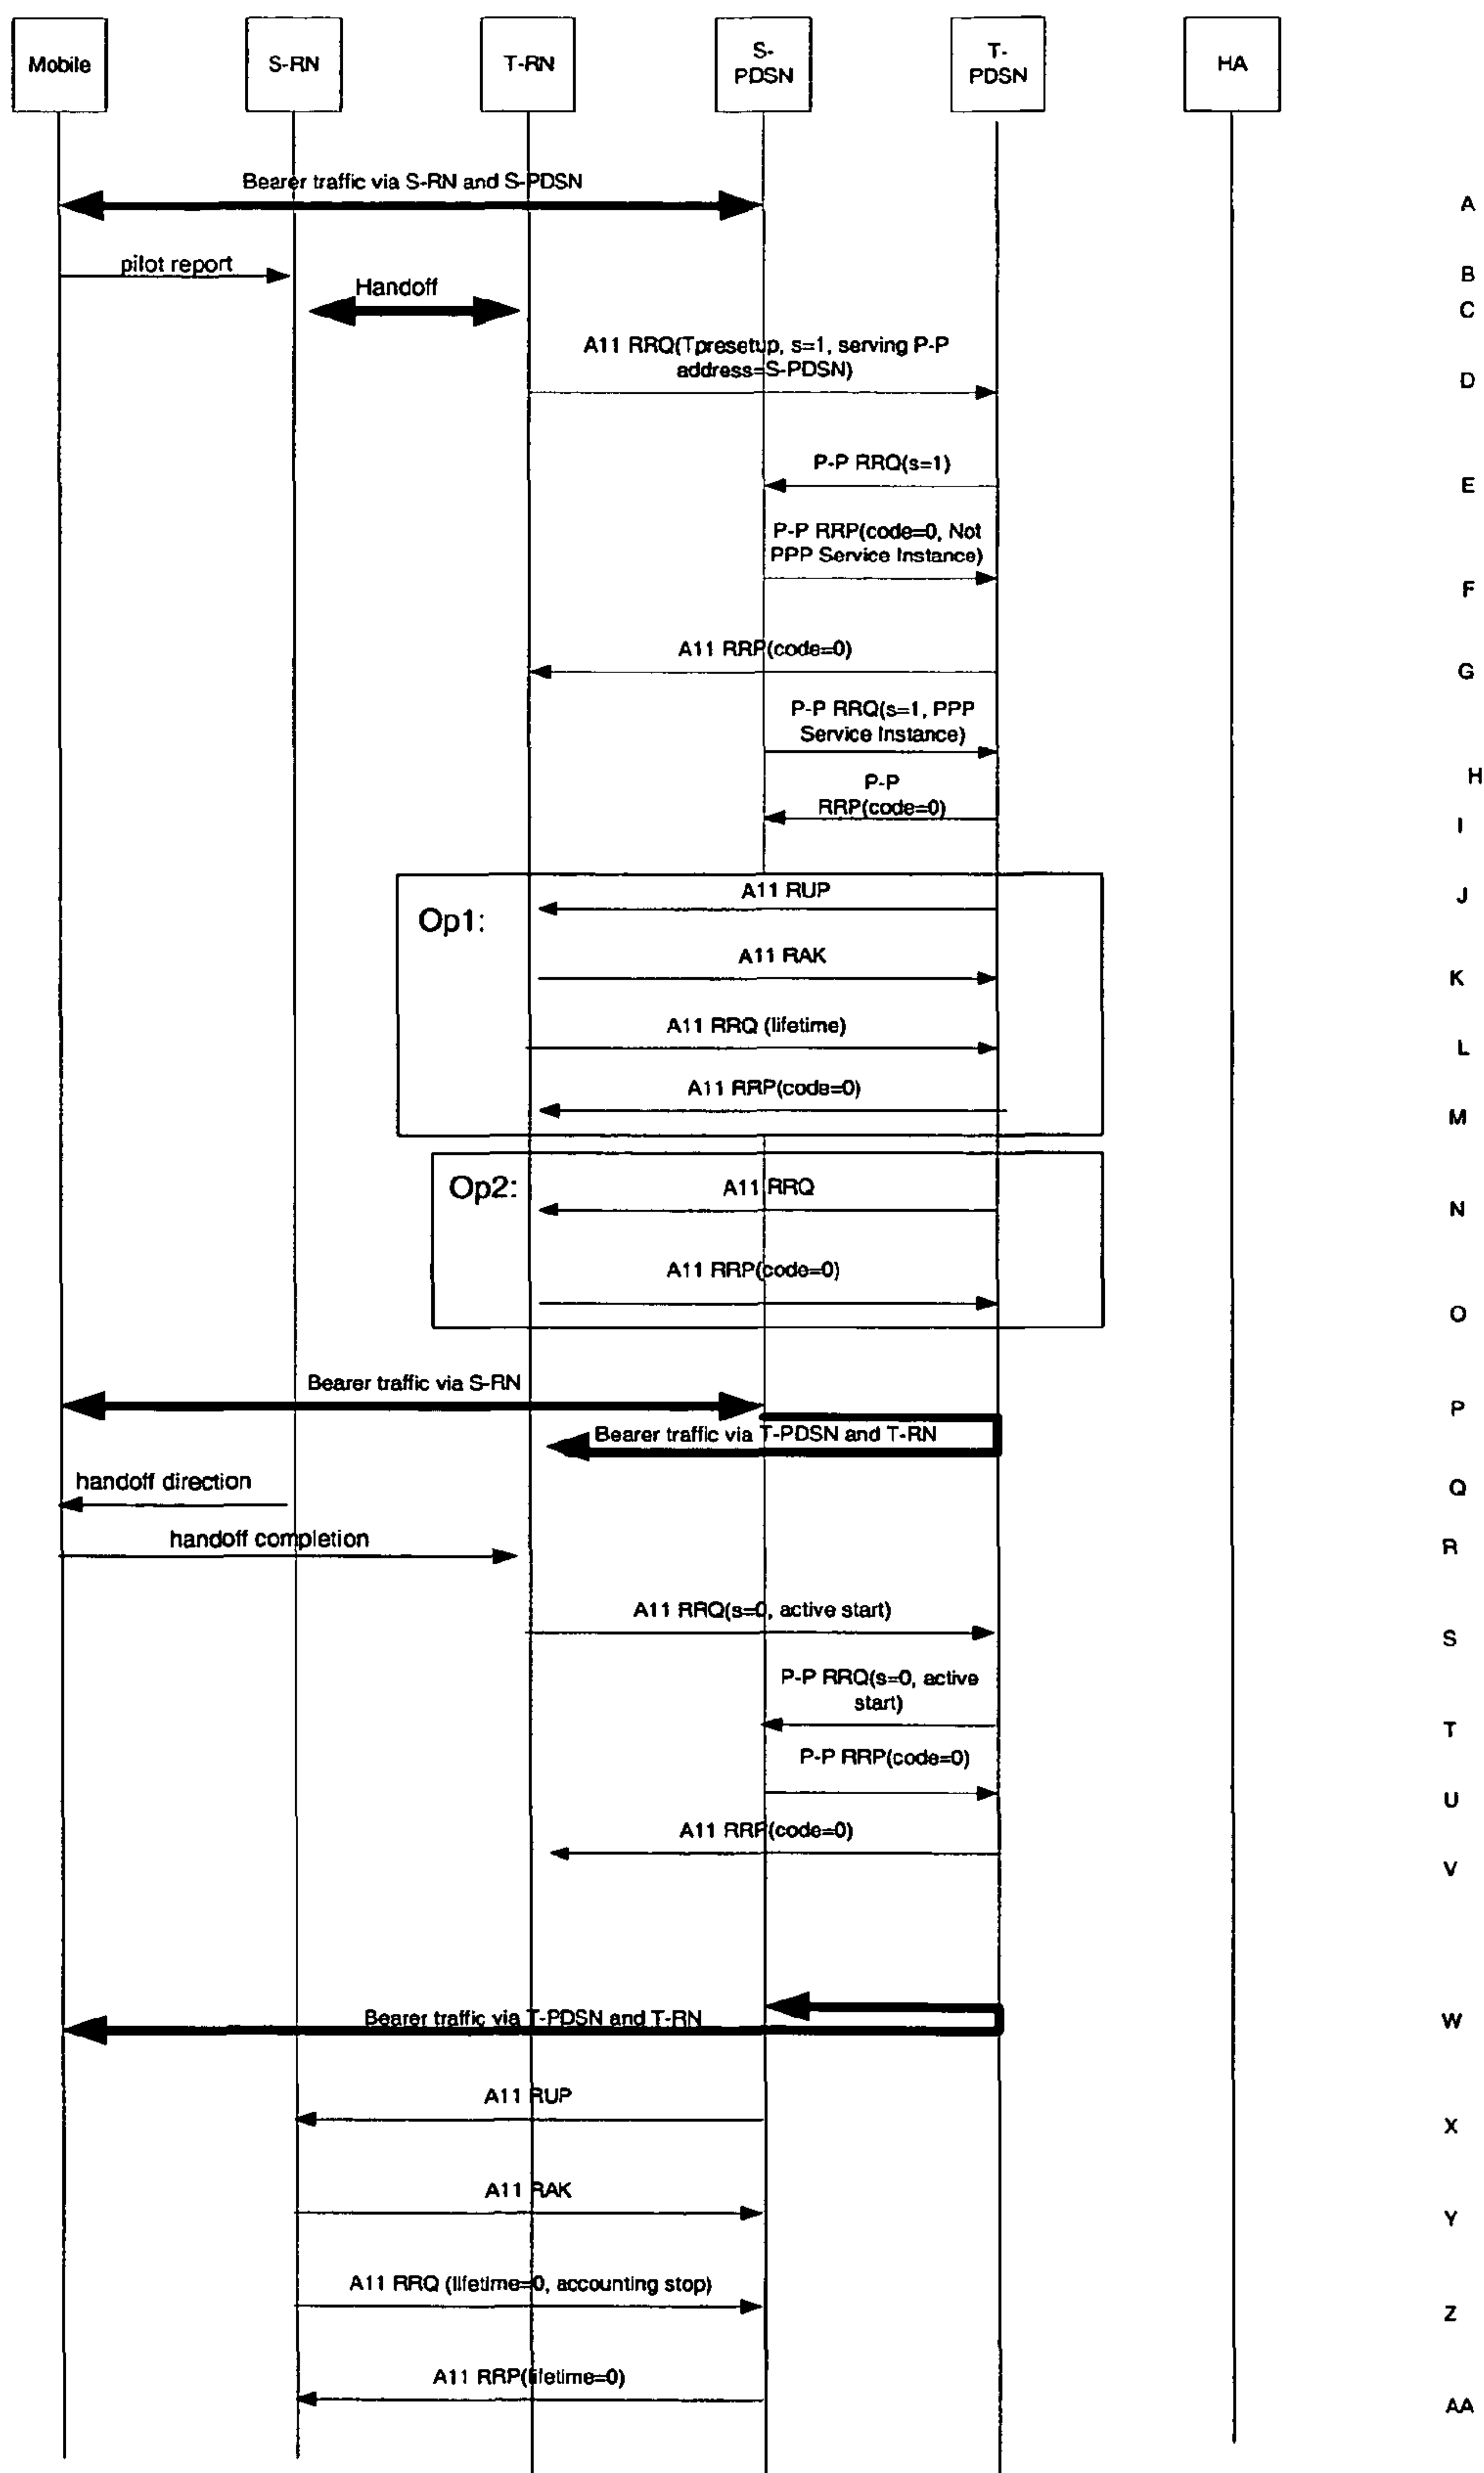 Mobile
S-RN
T-RN
S-
PDSN
T-
PDSN
HA
Bearer traffic via S-RN and S-PDSN
A
pilot report
B
Handoff
C
A11 RRQ(Tpresetup, s=1, serving P-P
address=S-PDSN)
D
P-P RRQ(s=1)
E
P-P RRP(code=0, Not
PPP Service Instance)
F
A11 RRP(code=0)
G
P-P RRQ(s=1, PPP
Service Instance)
H
P-P
RRP(code=0)
I
Op1:
A11 RUP
J
A11 RAK
K
A11 RRQ (lifetime)
L
A11 RRP(code=0)
M
Op2:
A11 RRQ
N
A11 RRP(code=0)
O
Bearer traffic via S-RN
P
Bearer traffic via T-PDSN and T-RN
handoff direction
Q
handoff completion
R
A11 RRQ(s=0, active start)
S
P-P RRQ(s=0, active
start)
T
P-P RRP(code=0)
U
A11 RRP(code=0)
V
Bearer traffic via T-PDSN and T-RN
W
A11 RUP
X
A11 RAK
Y
A11 RRQ (lifetime=0, accounting stop)
Z
A11 RRP(lifetime=0)
AA